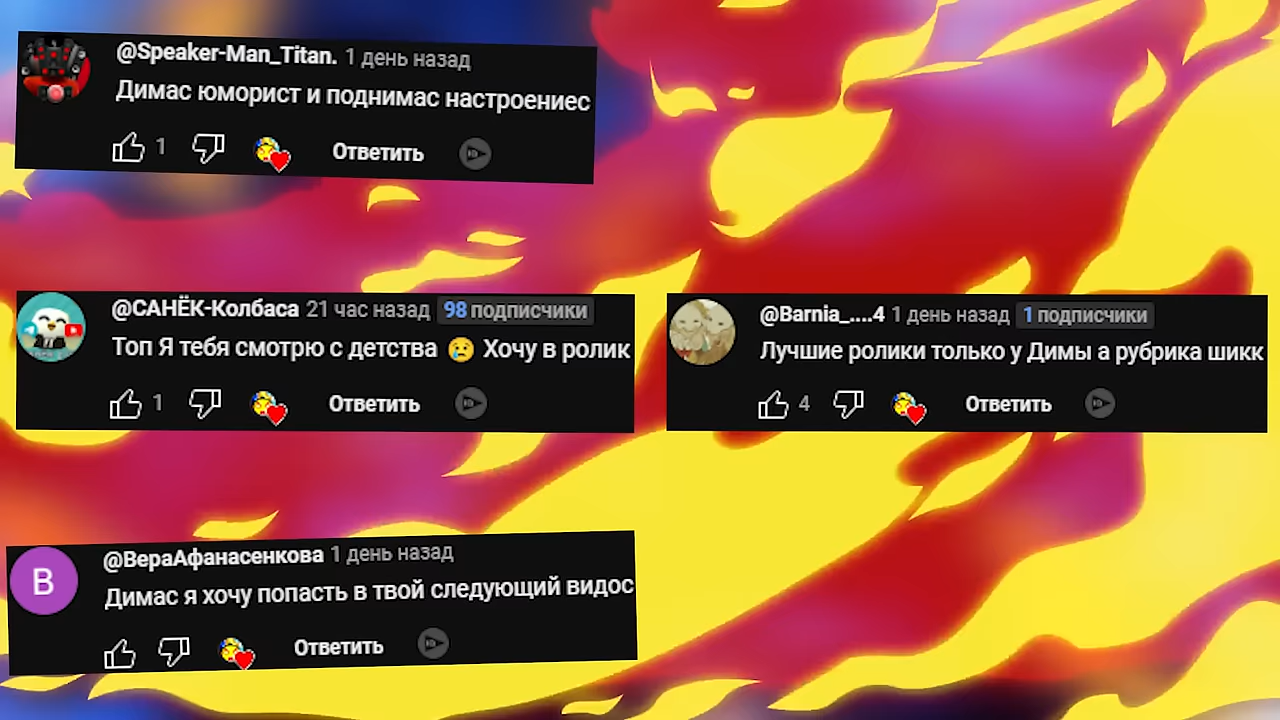 @Speaker-Man_Titan. 1 день назад
Димас юморист и поднимас настроениес
1
Ответить
@САНЁК-Колбаса 21 час назад 98 подписчики
Топ Я тебя смотрю с детства 😢 Хочу в ролик
1
Ответить
@Barnia_....4 1 день назад 1 подписчики
Лучшие ролики только у Димы а рубрика шикк
4
Ответить
В
@ВераАфанасенкова 1 день назад
Димас я хочу попасть в твой следующий видос
Ответить